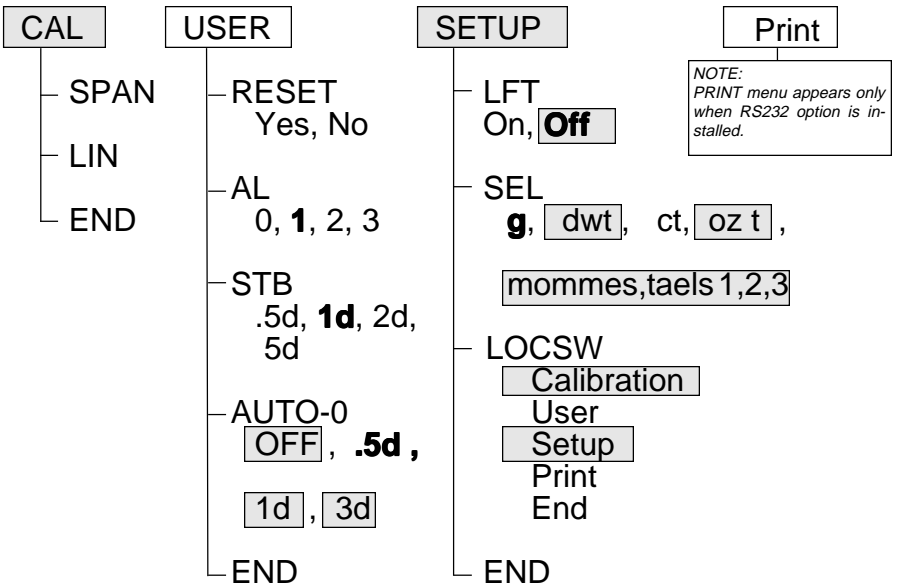 CAL
SPAN
LIN
END
USER
RESET
Yes, No
AL
0, 1, 2, 3
STB
.5d, 1d, 2d,
5d
AUTO-0
OFF, .5d ,
1d , 3d
END
SETUP
LFT
On, Off
SEL
g, dwt, ct, oz t ,
mommes,taels 1,2,3
LOCSW
Calibration
User
Setup
Print
End
END
Print
NOTE:
PRINT menu appears only
when RS232 option is in-
stalled.